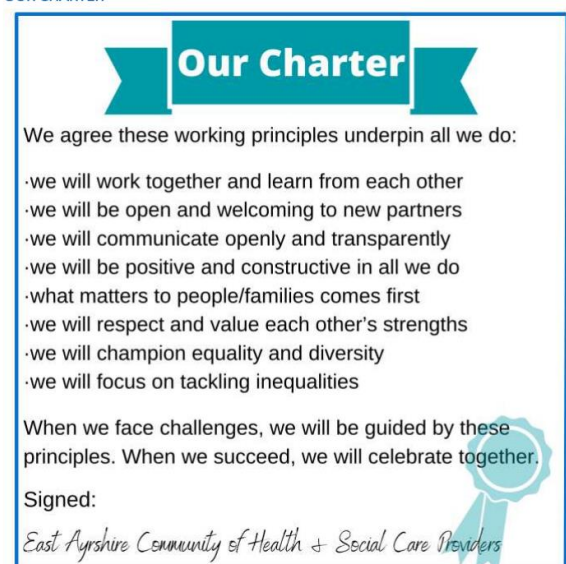 Our Charter
We agree these working principles underpin all we do:
·we will work together and learn from each other
·we will be open and welcoming to new partners
·we will communicate openly and transparently
·we will be positive and constructive in all we do
·what matters to people/families comes first
·we will respect and value each other’s strengths
·we will champion equality and diversity
·we will focus on tackling inequalities
When we face challenges, we will be guided by these
principles. When we succeed, we will celebrate together.
Signed:
East Ayrshire Community of Health & Social Care Providers